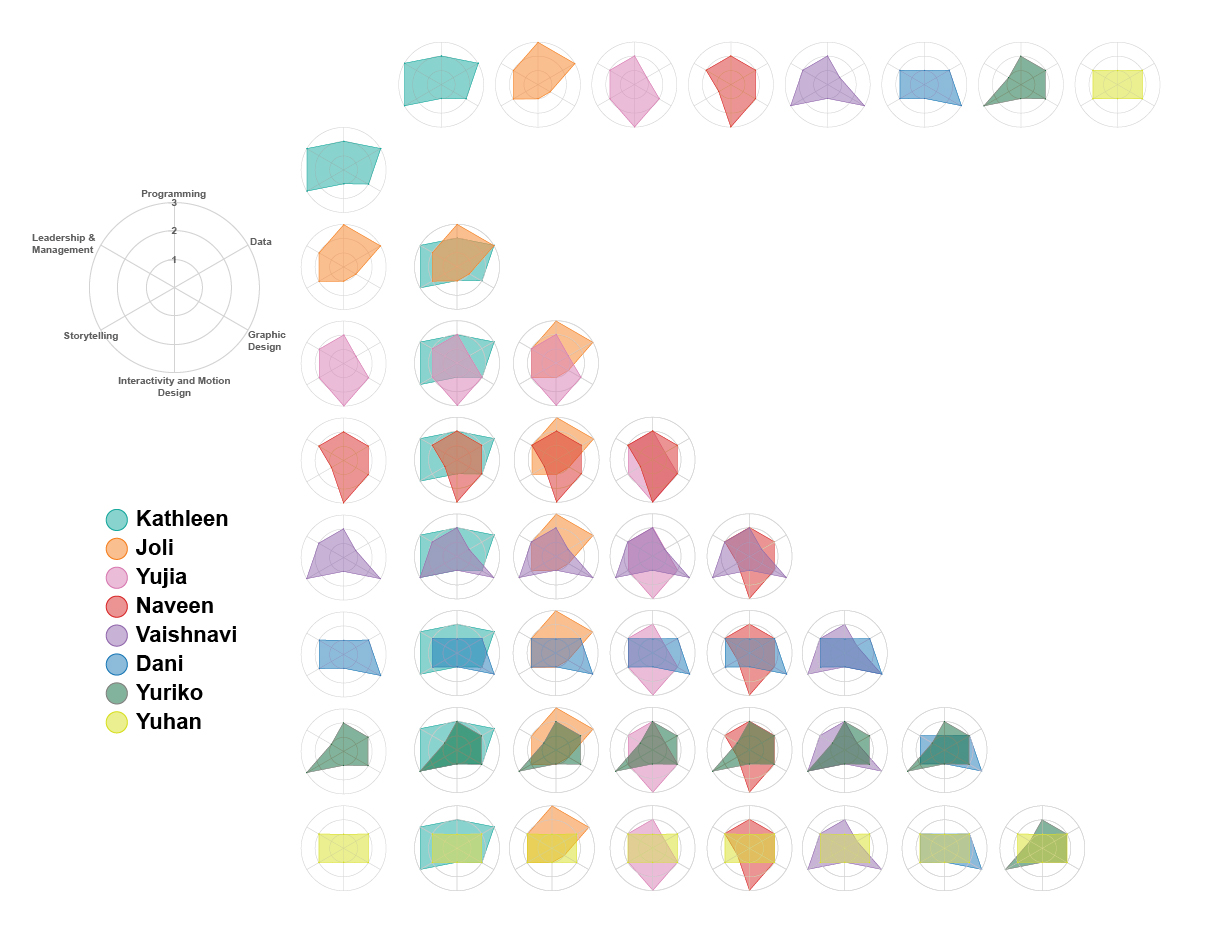 Programming
3
2
1
Leadership &
Management
Data
Storytelling
Graphic
Design
Interactivity and Motion
Design
Kathleen
Joli
Yujia
Naveen
Vaishnavi
Dani
Yuriko
Yuhan